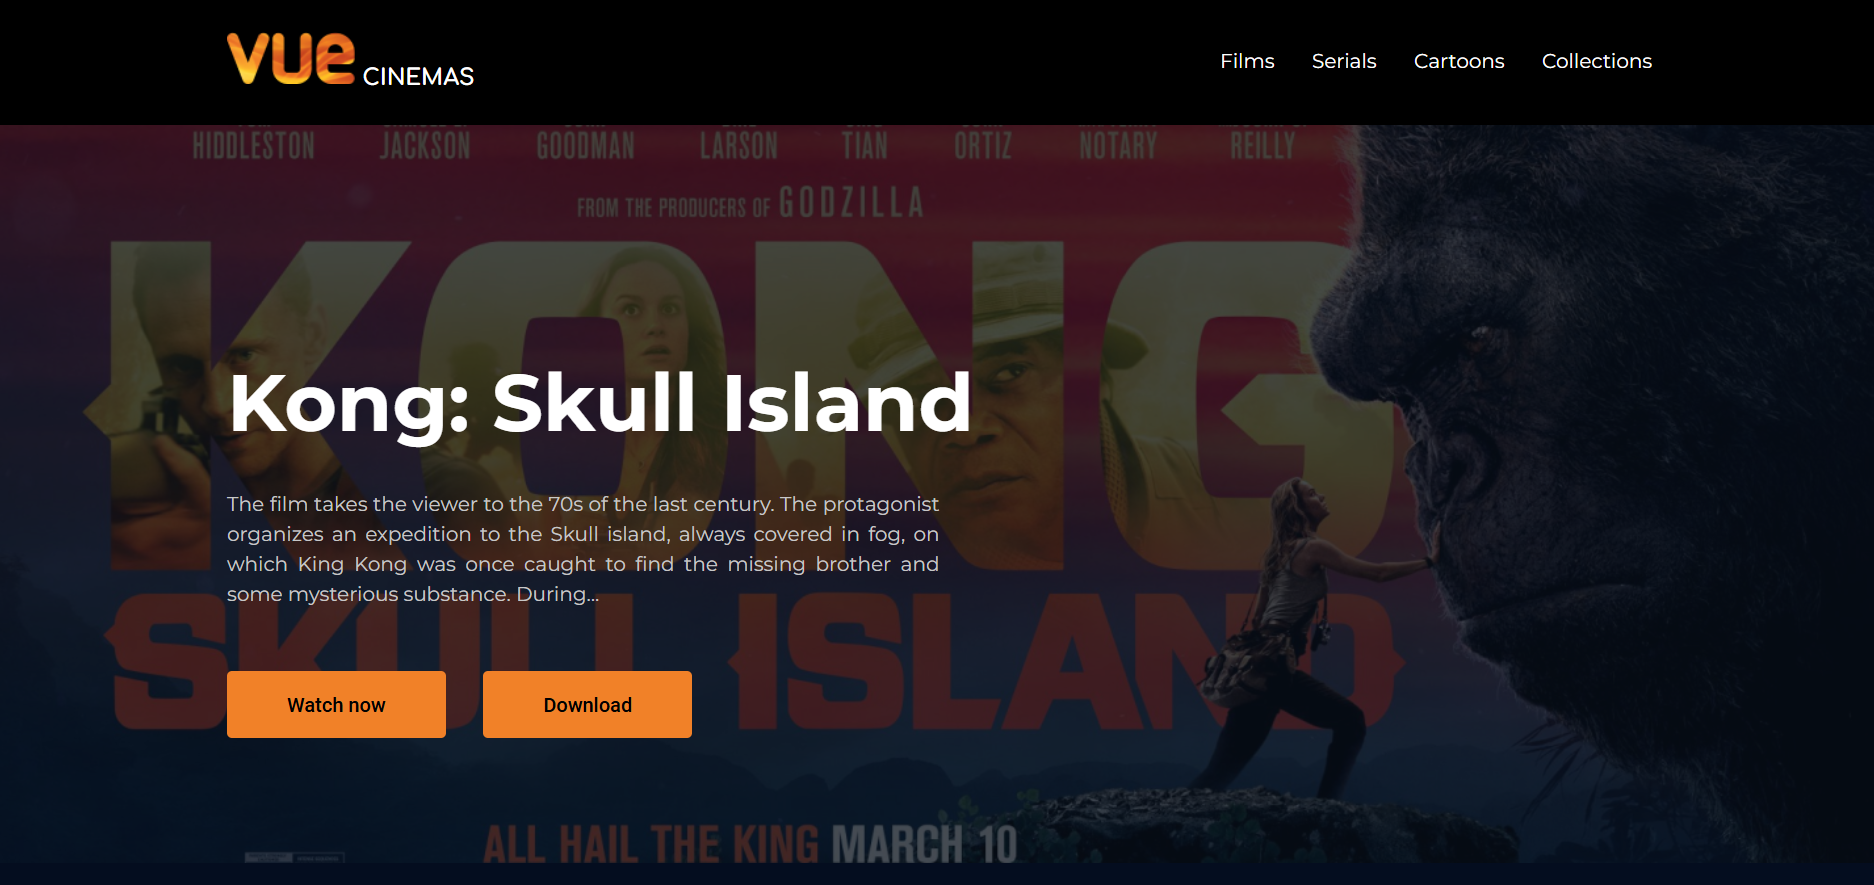 vue CINEMAS
Films Serials Cartoons Collections
HIDDLESTON JACKSON GOODMAN LARSON TIAN ORTIZ NOTARY REILLY
FROM THE PRODUCERS OF GODZILLA
KONG
Kong: Skull Island
The film takes the viewer to the 70s of the last century. The protagonist
organizes an expedition to the Skull island, always covered in fog, on
which King Kong was once caught to find the missing brother and
some mysterious substance. During...
SKULL ISLAND
Watch now Download
ALL HAIL THE KING MARCH 10